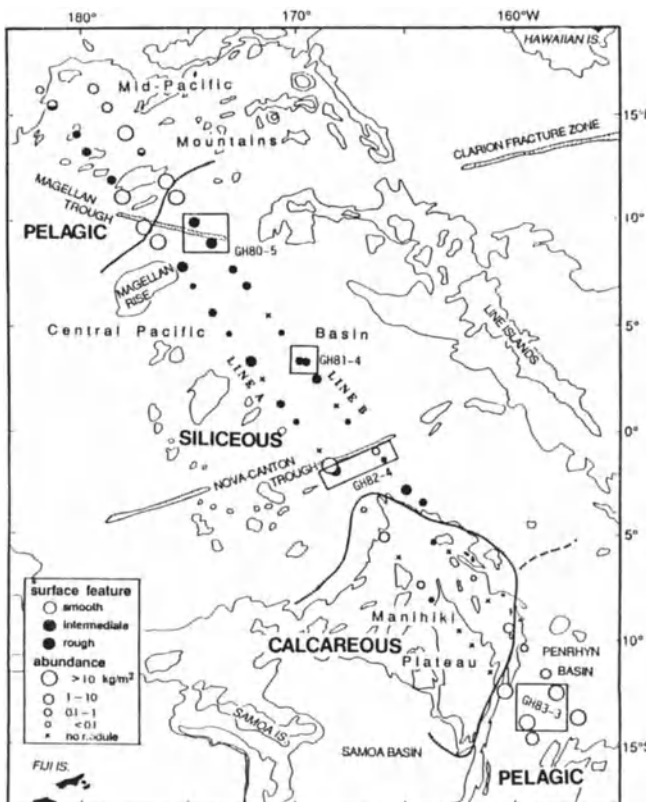 180° 170° 160°W
HAWAIIAN IS.
Mid-Pacific
15°N
Mountains
CLARION FRACTURE ZONE
MAGELLAN
TROUGH
10°
PELAGIC
GH80-5
MAGELLAN
RISE
LINE ISLANDS
Central Pacific Basin
5°
GH81-4
LINE A
LINE B
SILICEOUS
0°
NOVA-CANTON
TROUGH
GH82-4
5°
surface feature
smooth
intermediale
rough
abundance
>10 kg/m²
1-10
0.1-1
<0.1
no nodule
Manihiki
CALCAREOUS
Plateau
10°
PENRHYN
BASIN
GH83-3
SAMOA IS.
SAMOA BASIN
15°S
FIJI IS.
PELAGIC